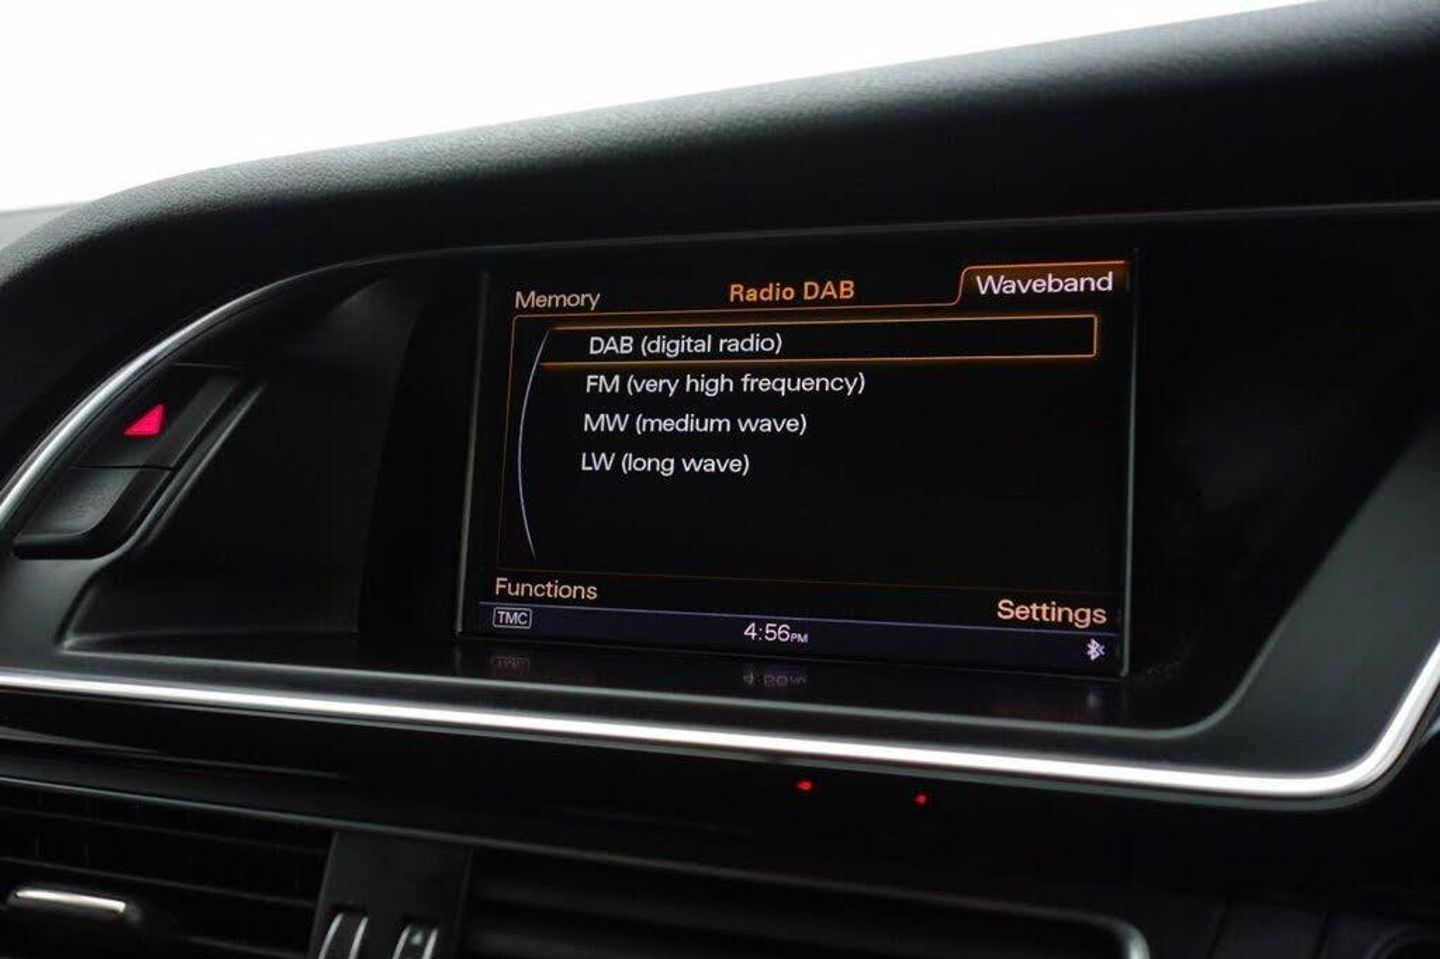 Memory
Radio DAB
Waveband
DAB (digital radio)
FM (very high frequency)
MW (medium wave)
LW (long wave)
Functions
Settings
TMC
4:56PM